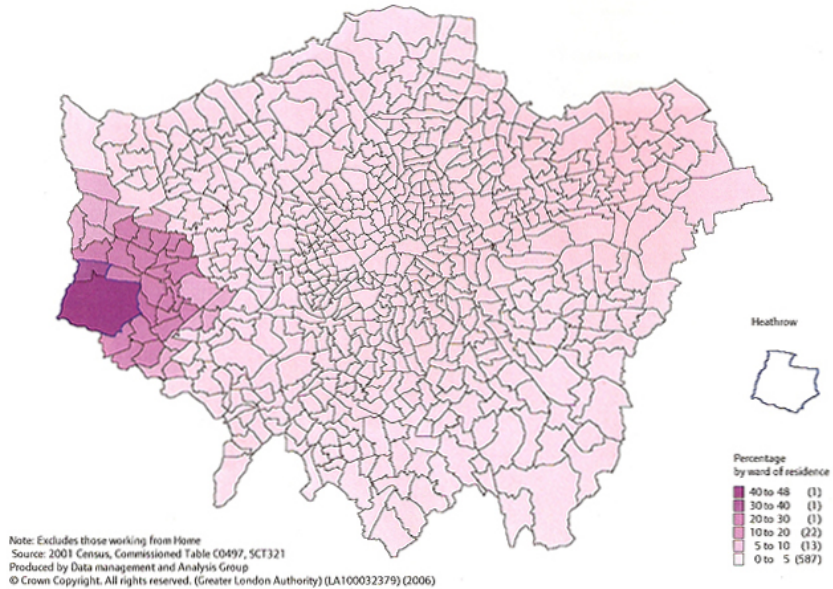 Heathrow
Percentage
by ward of residence
40 to 48 (1)
30 to 40 (1)
20 to 30 (1)
10 to 20 (22)
5 to 10 (13)
0 to 5 (587)
Note: Excludes those working from Home
Source: 2001 Census, Commissioned Table C0497, SCT321
Produced by Data management and Analysis Group
© Crown Copyright. All rights reserved. (Greater London Authority) (LA100032379) (2006)